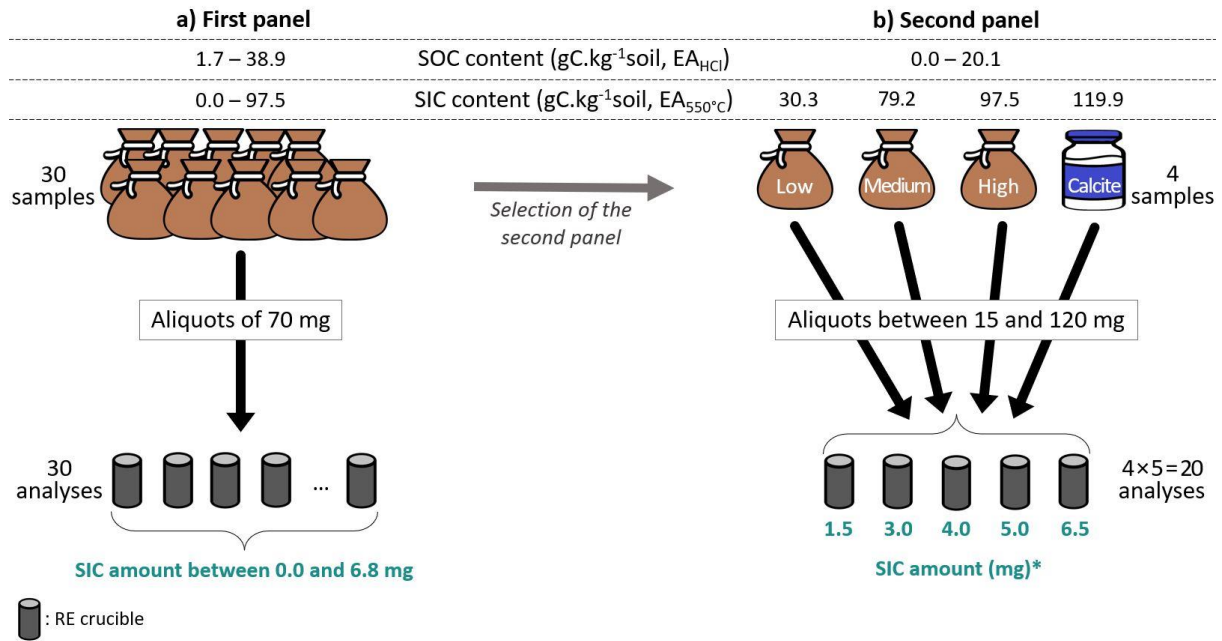 a) First panel
b) Second panel
1.7 – 38.9
SOC content (gC.kg⁻¹soil, EA_HCl)
0.0 – 20.1
0.0 – 97.5
SIC content (gC.kg⁻¹soil, EA_550°C)
30.3
79.2
97.5
119.9
30
samples
Low
Medium
High
Calcite
4
samples
Selection of the
second panel
Aliquots of 70 mg
Aliquots between 15 and 120 mg
30
analyses
...
4×5=20
analyses
1.5
3.0
4.0
5.0
6.5
SIC amount between 0.0 and 6.8 mg
SIC amount (mg)*
: RE crucible